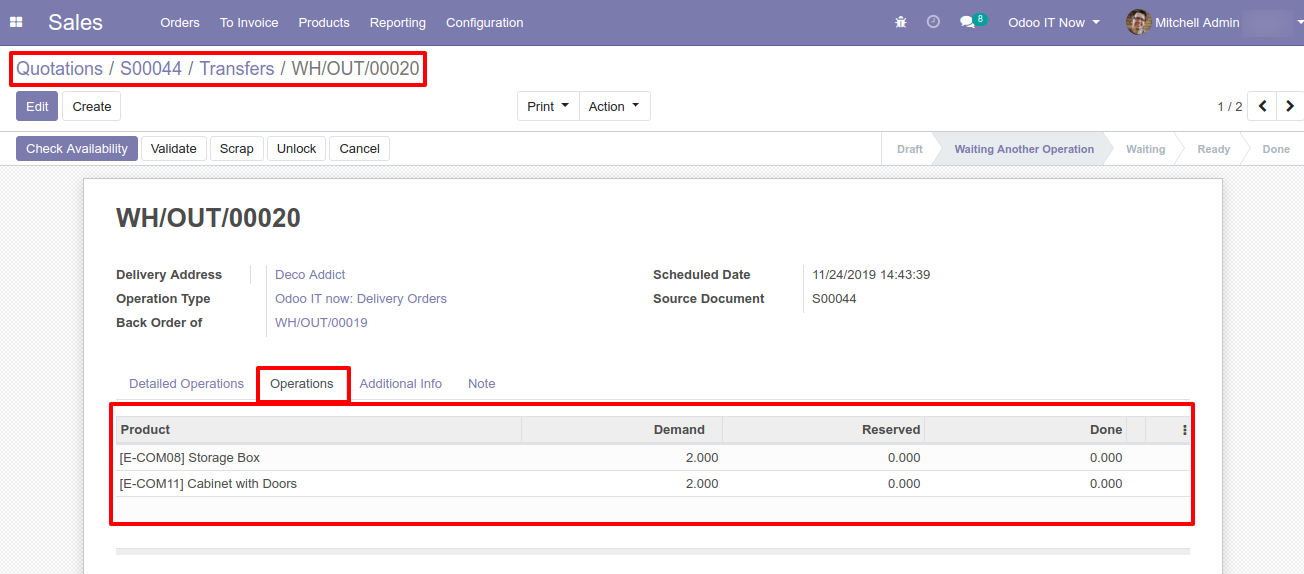 Sales Orders To Invoice Products Reporting Configuration 8 Odoo IT Now Mitchell Admin
Quotations / S00044 / Transfers / WH/OUT/00020
Edit Create Print Action 1 / 2
Check Availability Validate Scrap Unlock Cancel Draft Waiting Another Operation Waiting Ready Done
WH/OUT/00020
Delivery Address Deco Addict Scheduled Date 11/24/2019 14:43:39
Operation Type Odoo IT now: Delivery Orders Source Document S00044
Back Order of WH/OUT/00019
Detailed Operations Operations Additional Info Note
Product Demand Reserved Done
[E-COM08] Storage Box 2.000 0.000 0.000
[E-COM11] Cabinet with Doors 2.000 0.000 0.000